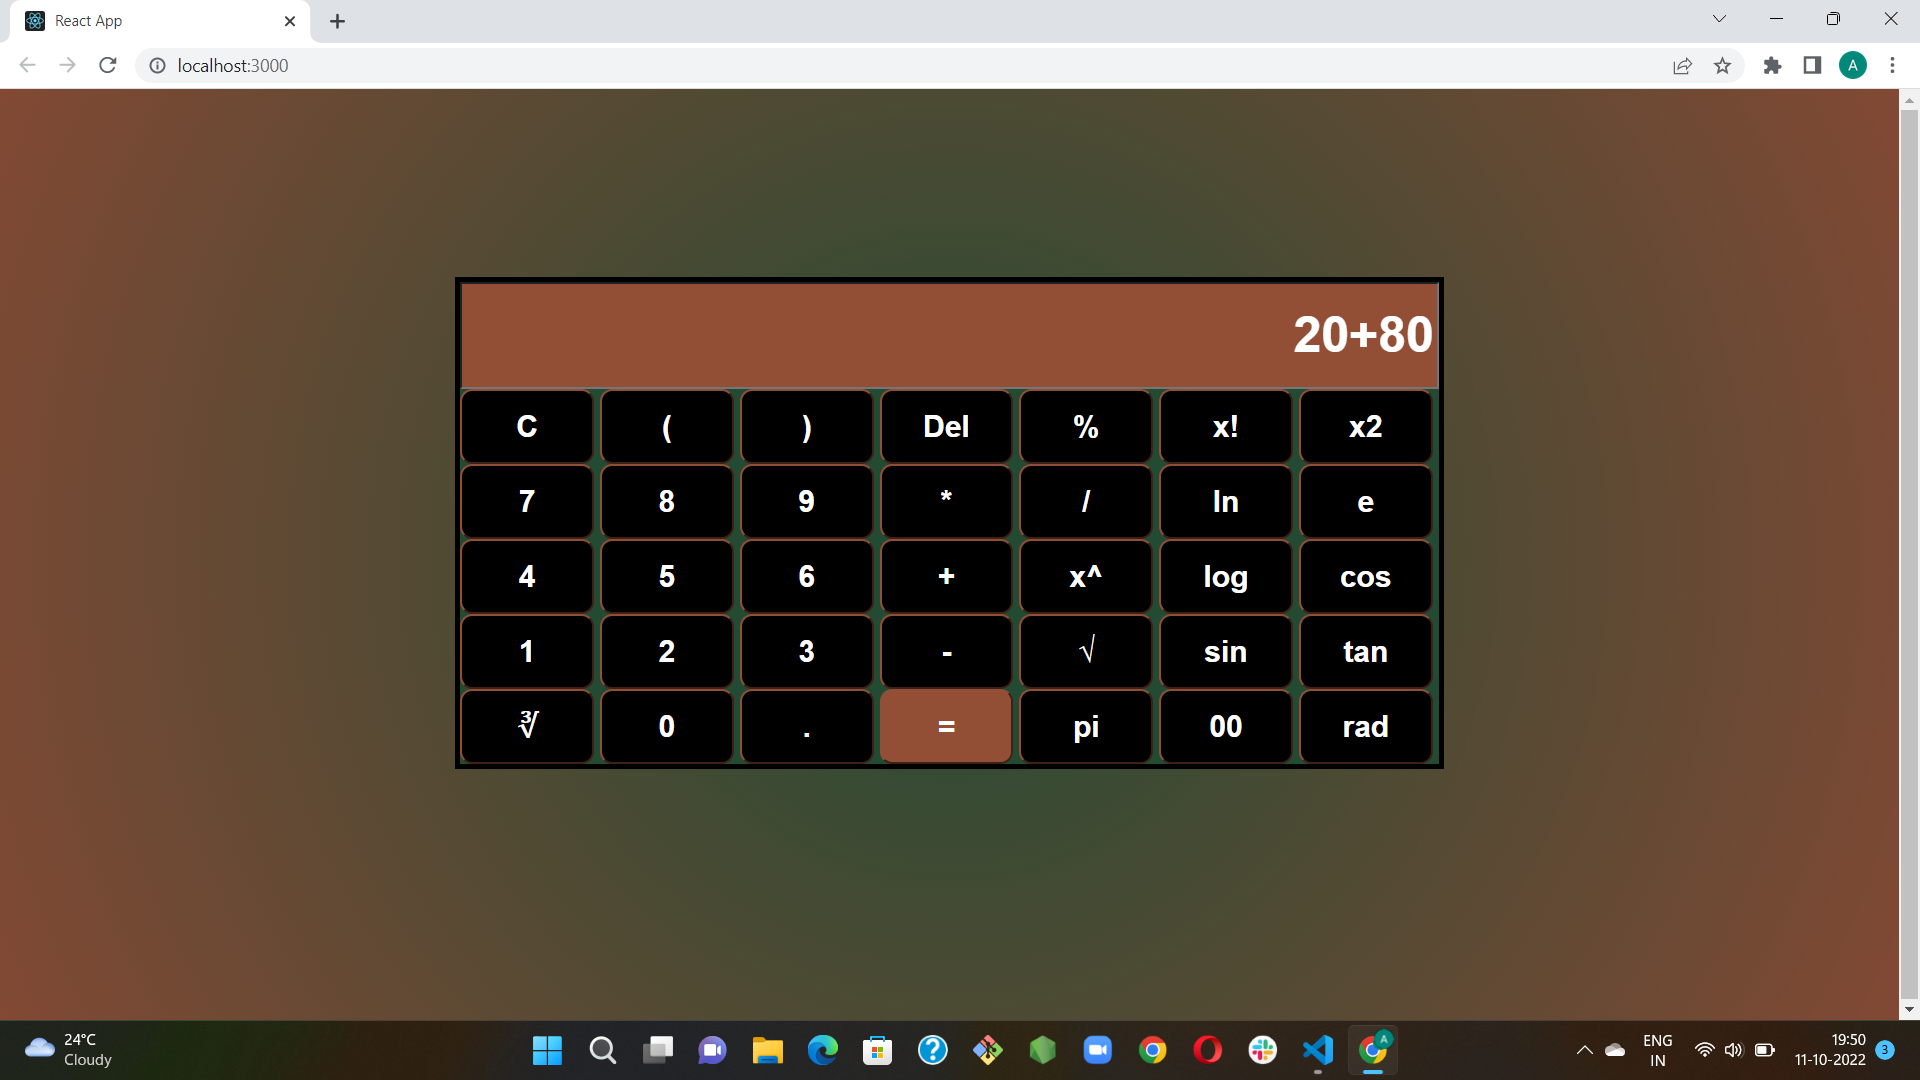 React App
localhost:3000
A
20+80
C ( ) Del % x! x2
7 8 9 * / ln e
4 5 6 + x^ log cos
1 2 3 - √ sin tan
∛ 0 . = pi 00 rad
24°C
Cloudy
A
ENG
IN
19:50
11-10-2022
3